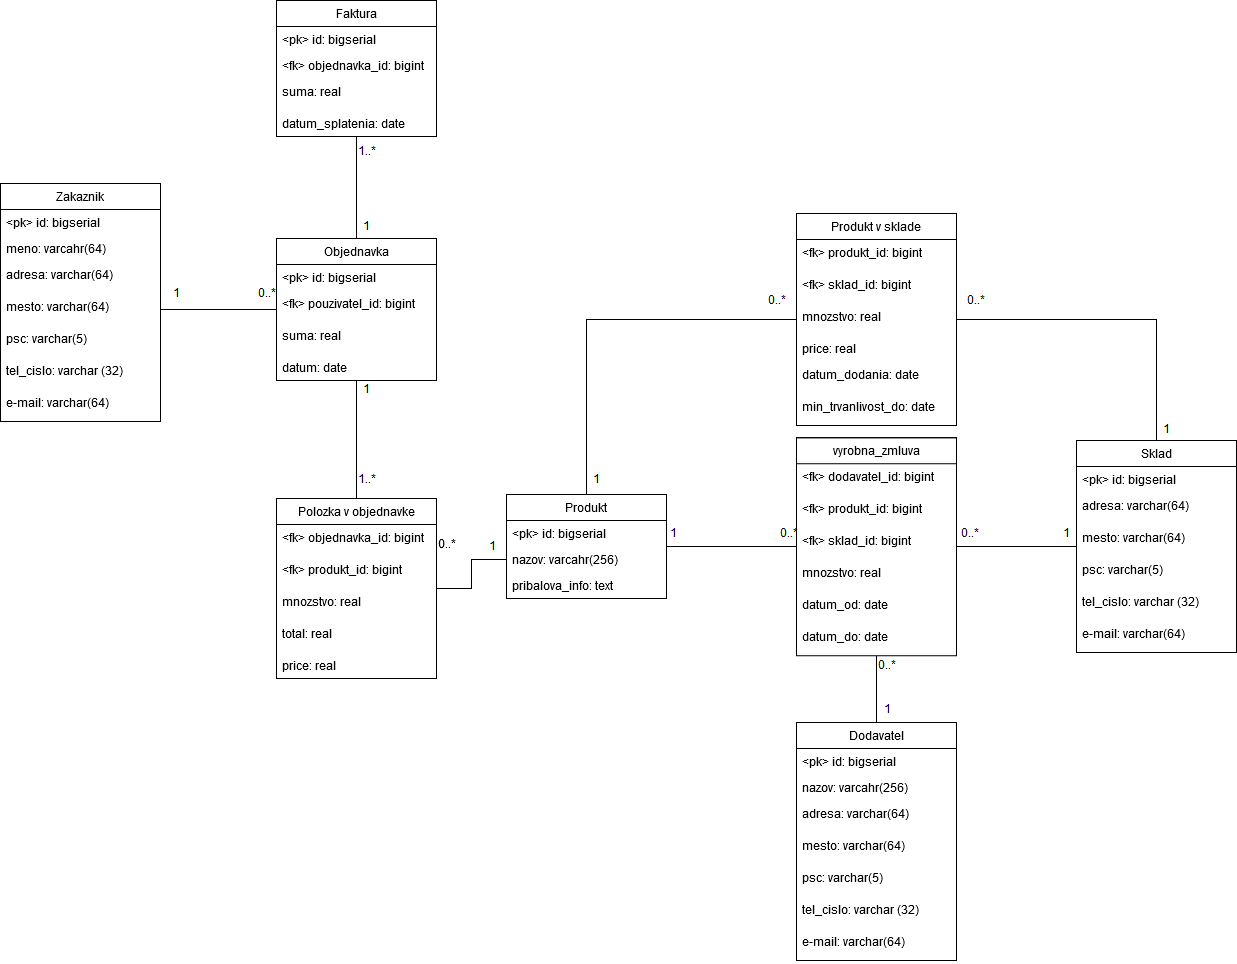 Faktura
<pk> id: bigserial
<fk> objednavka_id: bigint
suma: real
datum_splatenia: date
1..*
1
Zakaznik
<pk> id: bigserial
meno: varcahr(64)
adresa: varchar(64)
mesto: varchar(64)
psc: varchar(5)
tel_cislo: varchar (32)
e-mail: varchar(64)
1
0..*
Objednavka
<pk> id: bigserial
<fk> pouzivatel_id: bigint
suma: real
datum: date
1
1..*
Polozka v objednavke
<fk> objednavka_id: bigint
<fk> produkt_id: bigint
mnozstvo: real
total: real
price: real
0..*
1
Produkt
<pk> id: bigserial
nazov: varcahr(256)
pribalova_info: text
1
0..*
Produkt v sklade
<fk> produkt_id: bigint
<fk> sklad_id: bigint
mnozstvo: real
price: real
datum_dodania: date
min_trvanlivost_do: date
0..*
1
1
0..*
vyrobna_zmluva
<fk> dodavatel_id: bigint
<fk> produkt_id: bigint
<fk> sklad_id: bigint
mnozstvo: real
datum_od: date
datum_do: date
0..*
1
Sklad
<pk> id: bigserial
adresa: varchar(64)
mesto: varchar(64)
psc: varchar(5)
tel_cislo: varchar (32)
e-mail: varchar(64)
0..*
1
Dodavatel
<pk> id: bigserial
nazov: varcahr(256)
adresa: varchar(64)
mesto: varchar(64)
psc: varchar(5)
tel_cislo: varchar (32)
e-mail: varchar(64)